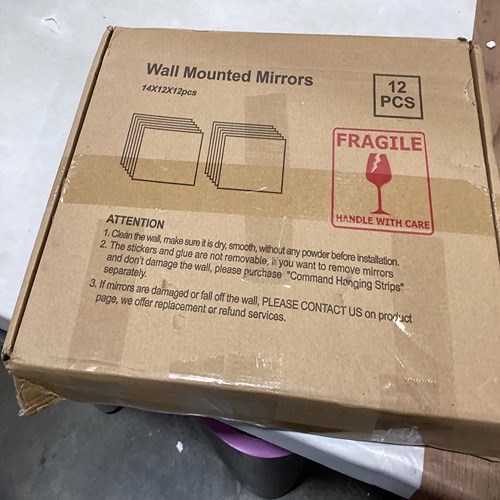 Wall Mounted Mirrors
14X12X12pcs
12
PCS
FRAGILE
HANDLE WITH CARE
ATTENTION
1. Clean the wall, make sure it is dry, smooth, without any powder before installation.
2. The stickers and glue are not removable, if you want to remove mirrors
and don't damage the wall, please purchase "Command Hanging Strips"
separately.
3. If mirrors are damaged or fall off the wall, PLEASE CONTACT US on product
page, we offer replacement or refund services.